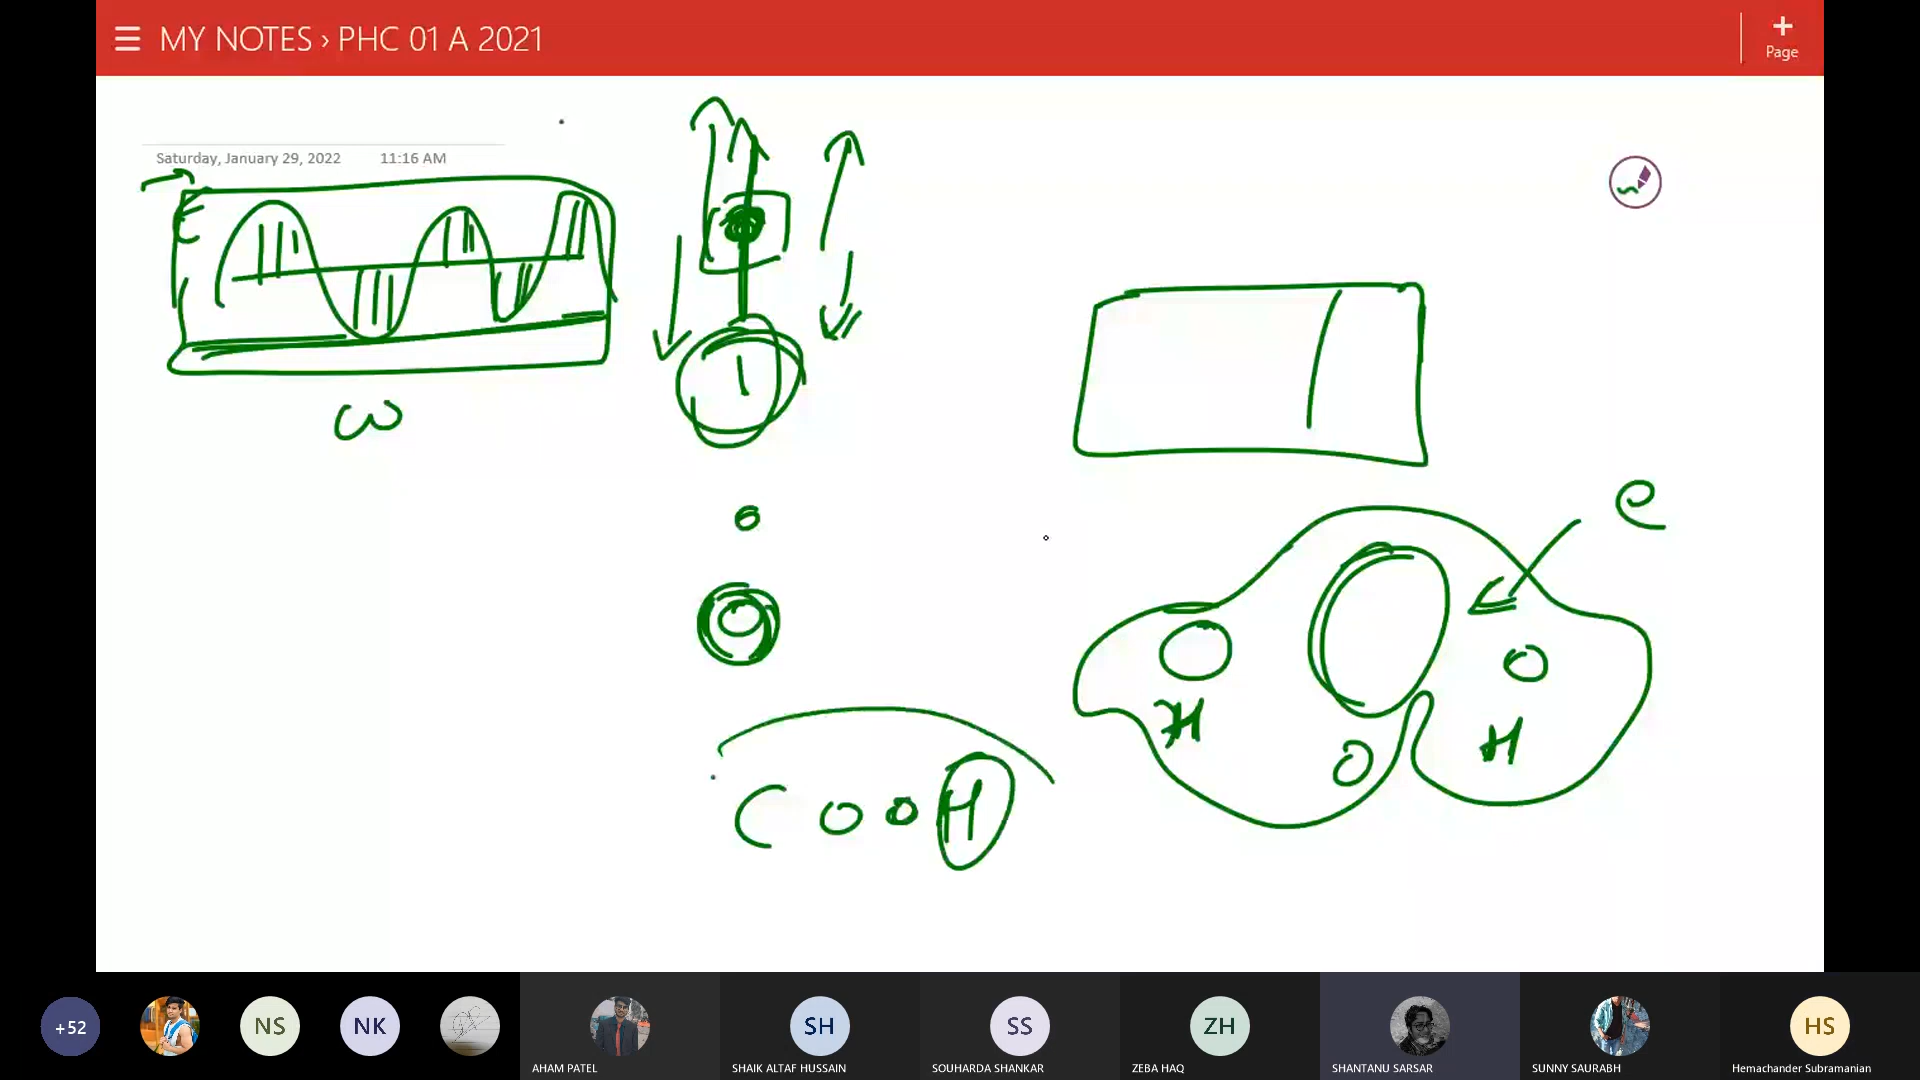 MY NOTES › PHC 01 A 2021
+
Page
Saturday, January 29, 2022 11:16 AM
E
ω
e
H
H
COOH
+52
NS
NK
SH
SS
ZH
HS
AHAM PATEL
SHAIK ALTAF HUSSAIN
SOUHARDA SHANKAR
ZEBA HAQ
SHANTANU SARSAR
SUNNY SAURABH
Hemachander Subramanian